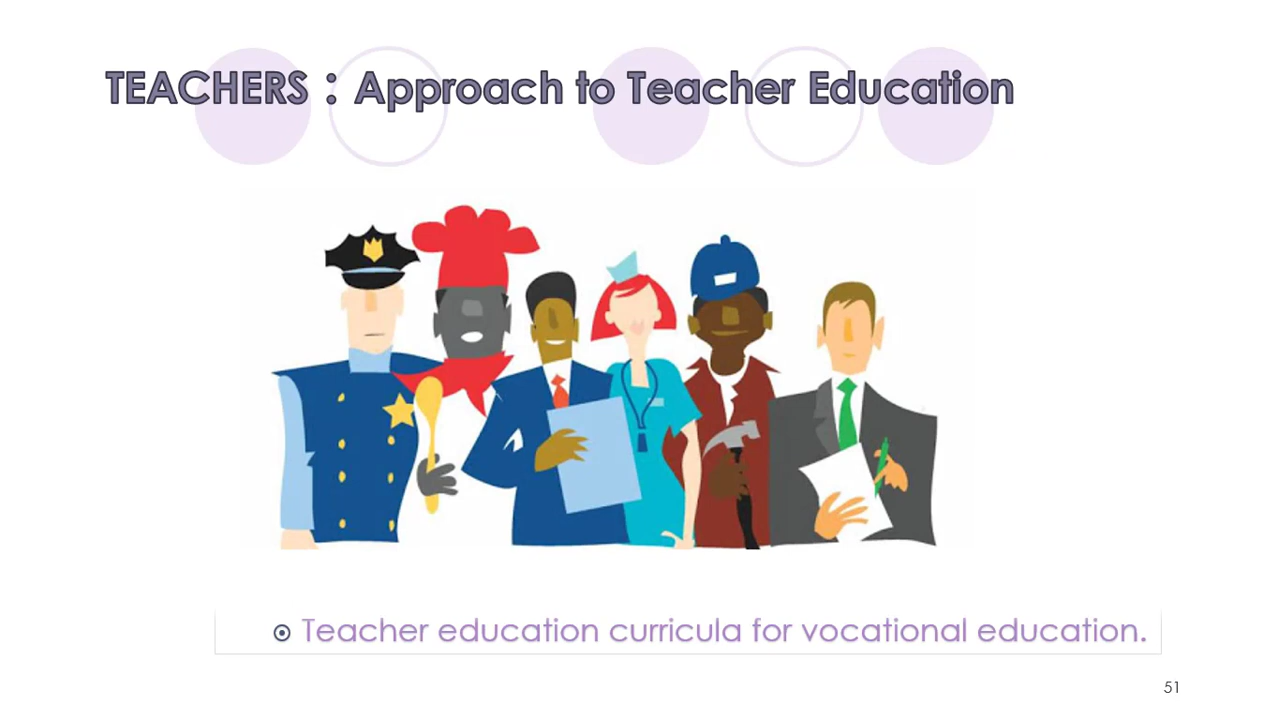 TEACHERS : Approach to Teacher Education
Teacher education curricula for vocational education.
51